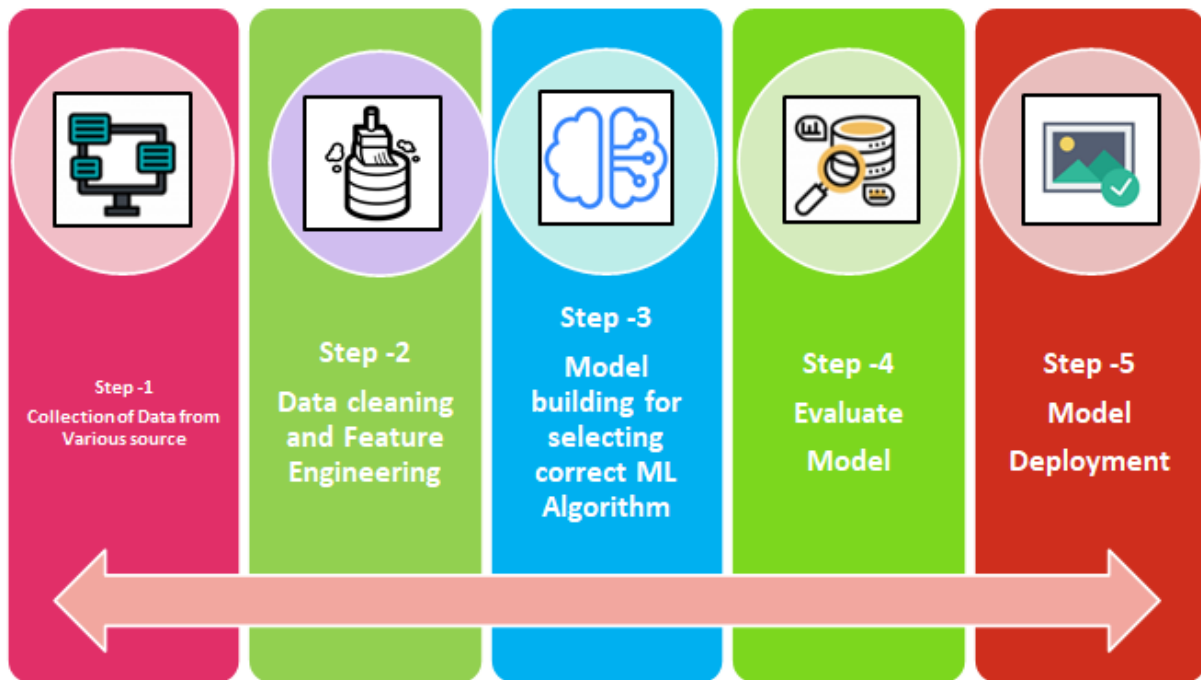 Step -1
Collection of Data from
Various source
Step -2
Data cleaning
and Feature
Engineering
Step -3
Model
building for
selecting
correct ML
Algorithm
Step -4
Evaluate
Model
Step -5
Model
Deployment